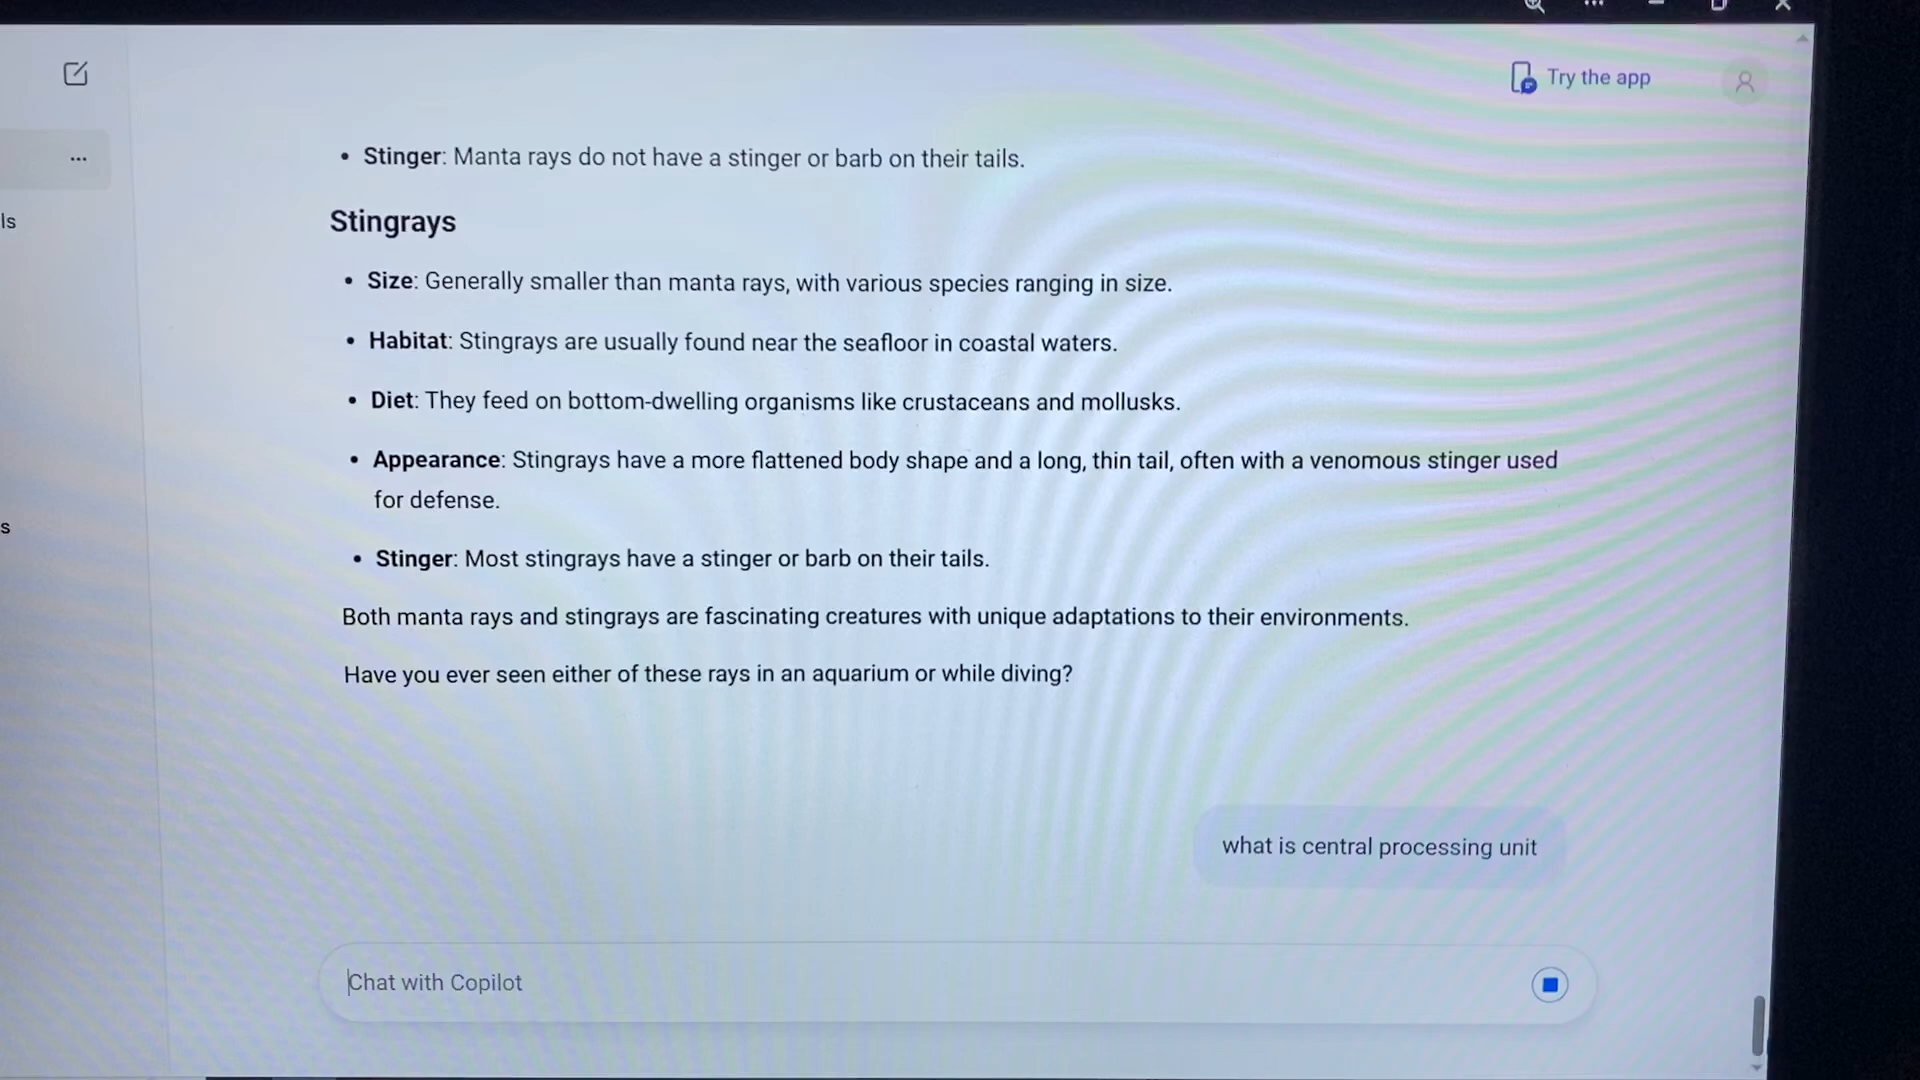 Try the app
...
ls
s
• Stinger: Manta rays do not have a stinger or barb on their tails.
Stingrays
• Size: Generally smaller than manta rays, with various species ranging in size.
• Habitat: Stingrays are usually found near the seafloor in coastal waters.
• Diet: They feed on bottom-dwelling organisms like crustaceans and mollusks.
• Appearance: Stingrays have a more flattened body shape and a long, thin tail, often with a venomous stinger used
for defense.
• Stinger: Most stingrays have a stinger or barb on their tails.
Both manta rays and stingrays are fascinating creatures with unique adaptations to their environments.
Have you ever seen either of these rays in an aquarium or while diving?
what is central processing unit
Chat with Copilot